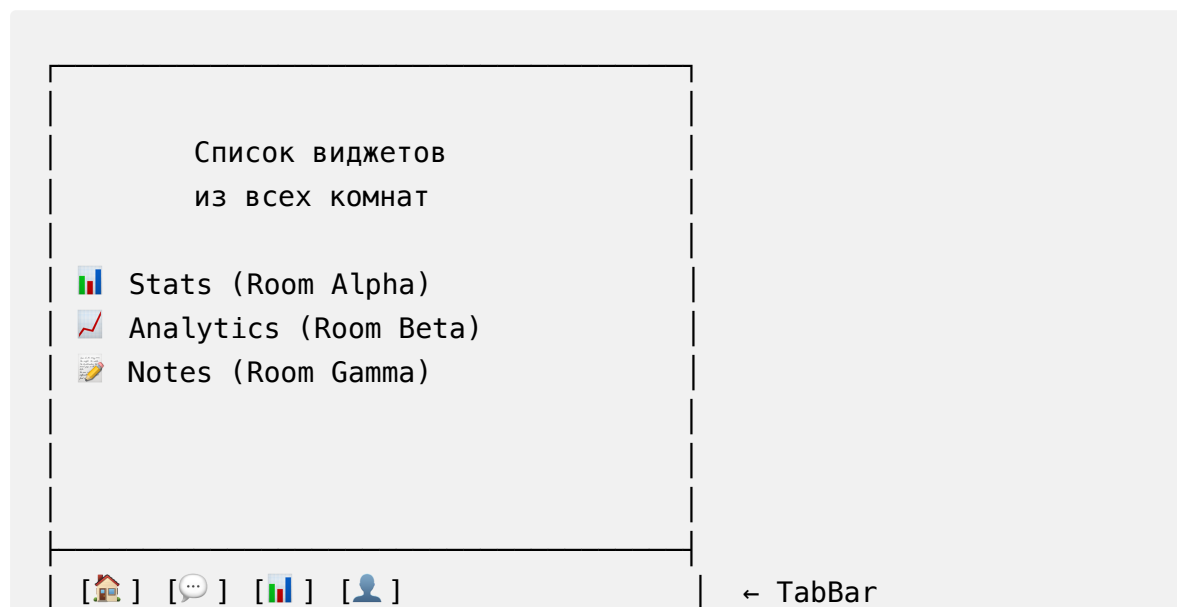 Список виджетов
из всех комнат
📊 Stats (Room Alpha)
📈 Analytics (Room Beta)
📝 Notes (Room Gamma)
[🏠] [💬] [📊] [👤] ← TabBar